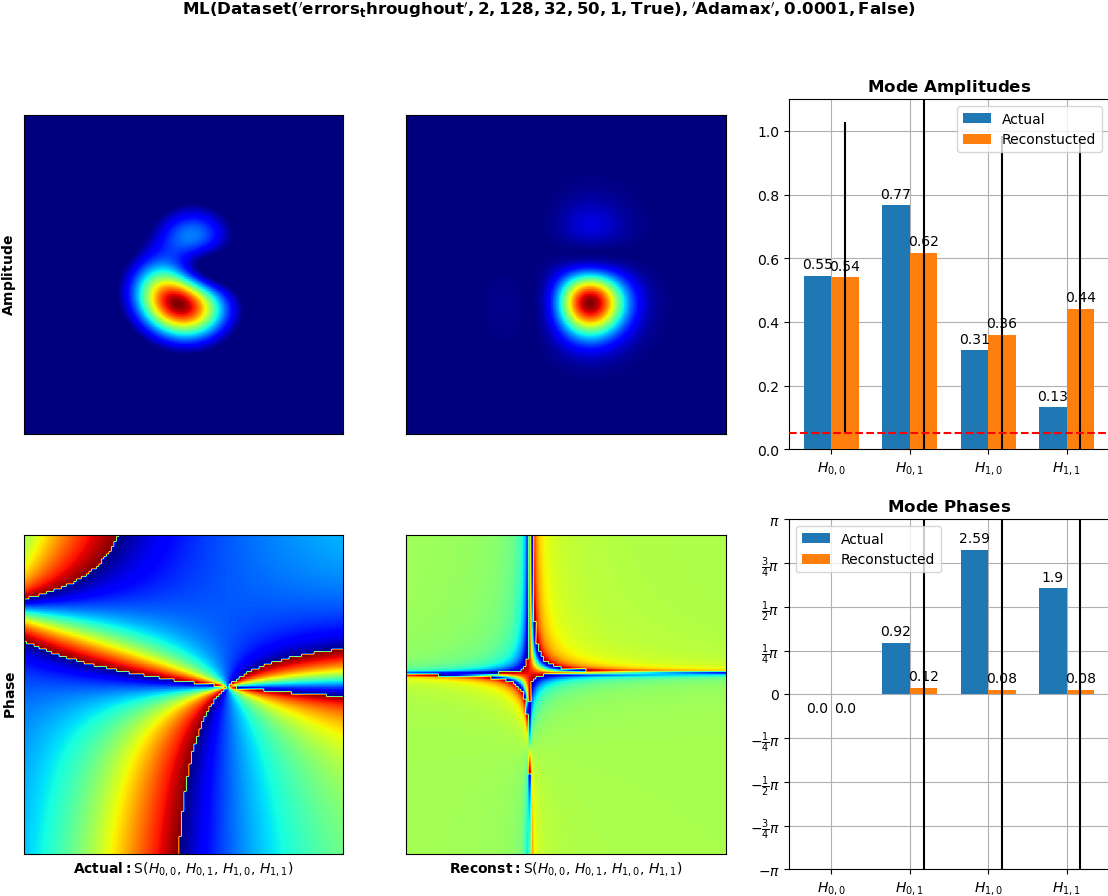 ML(Dataset('errors_throughout', 2, 128, 32, 50, 1, True), 'Adamax', 0.0001, False)
Amplitude
Mode Amplitudes
Actual
Reconstucted
1.0
0.8
0.6
0.4
0.2
0.0
0.55
0.54
0.77
0.62
0.31
0.36
0.13
0.44
H0,0
H0,1
H1,0
H1,1
Phase
Actual: S(H0,0, H0,1, H1,0, H1,1)
Reconst: S(H0,0, H0,1, H1,0, H1,1)
Mode Phases
Actual
Reconstucted
π
3/4π
1/2π
1/4π
0
−1/4π
−1/2π
−3/4π
−π
0.0
0.0
0.92
0.12
2.59
0.08
1.9
0.08
H0,0
H0,1
H1,0
H1,1